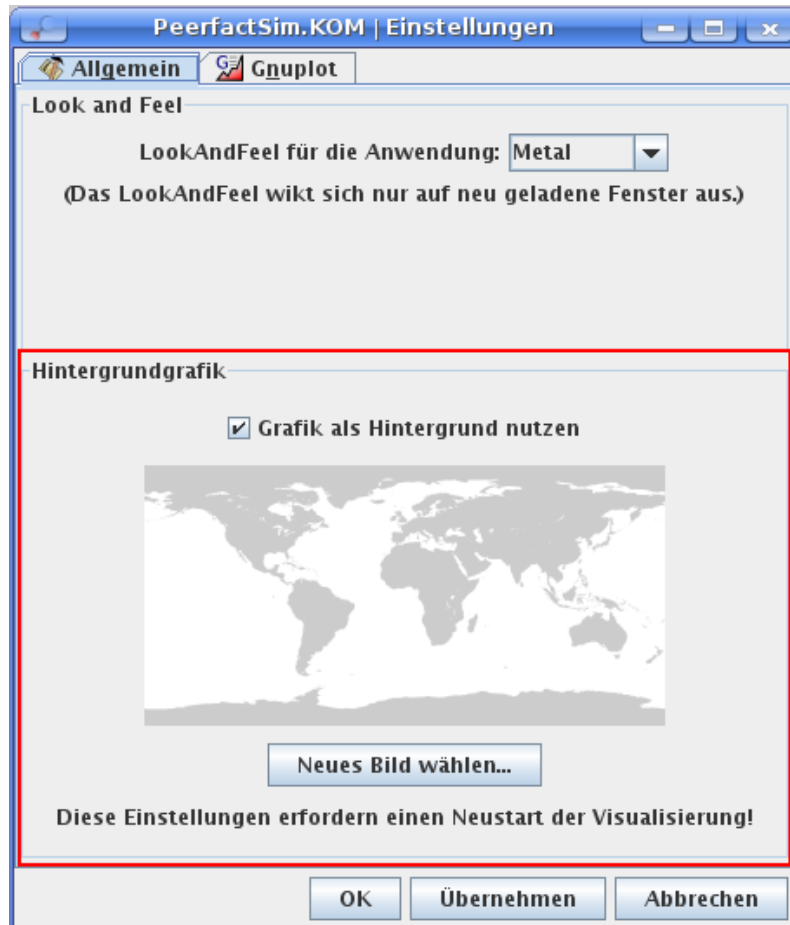 PeerfactSim.KOM | Einstellungen
Allgemein
Gnuplot
Look and Feel
LookAndFeel für die Anwendung: Metal
(Das LookAndFeel wikt sich nur auf neu geladene Fenster aus.)
Hintergrundgrafik
Grafik als Hintergrund nutzen
Neues Bild wählen...
Diese Einstellungen erfordern einen Neustart der Visualisierung!
OK
Übernehmen
Abbrechen